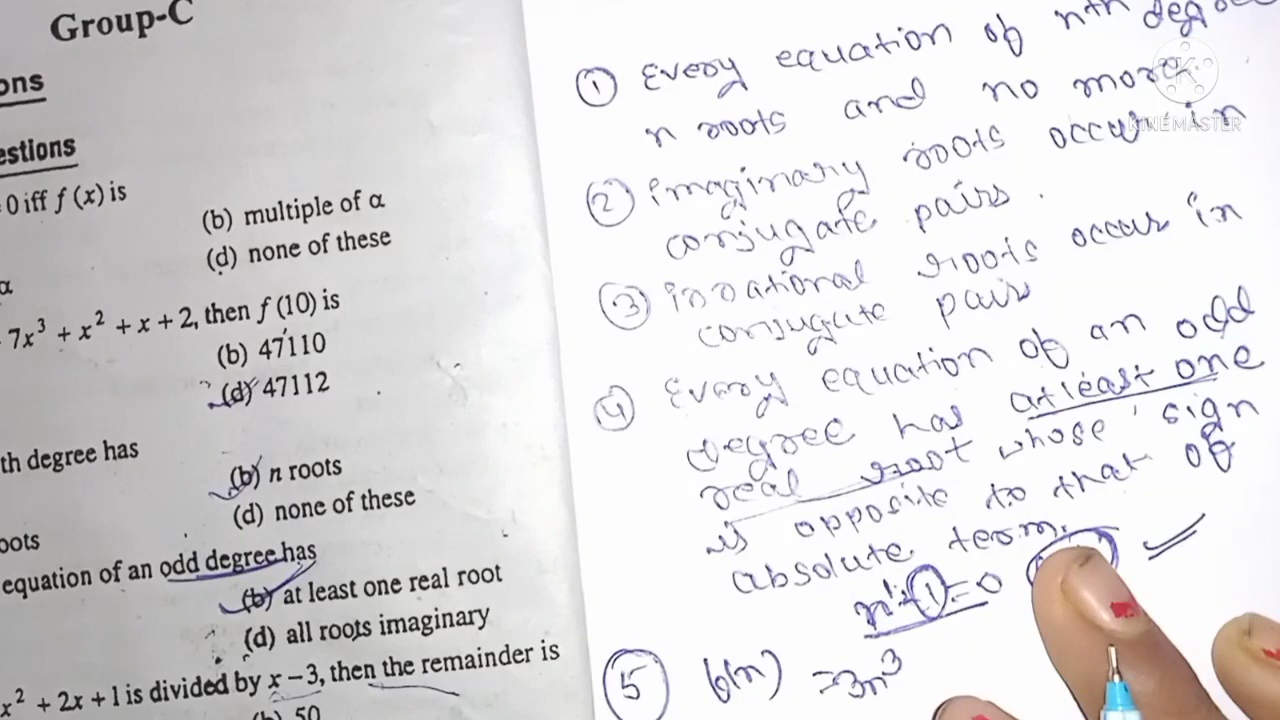 Group-C
ons
estions
= 0 iff f (x) is
(b) multiple of α
(d) none of these
α
7x³ + x² + x + 2, then f (10) is
(b) 47110
(d) 47112
th degree has
(b) n roots
(d) none of these
oots
equation of an odd degree has
(b) at least one real root
(d) all roots imaginary
x² + 2x + 1 is divided by x − 3, then the remainder is
(b) 50
① Every equation of nth degree
n roots and no more.
② imaginary roots occur in
conjugate pairs.
③ irrational roots occur in
conjugate pair
④ Every equation of an odd
degree has atleast one
real root whose sign
is opposite to that of
absolute term.
= 0
⑤ = 3x³
K
KINEMASTER